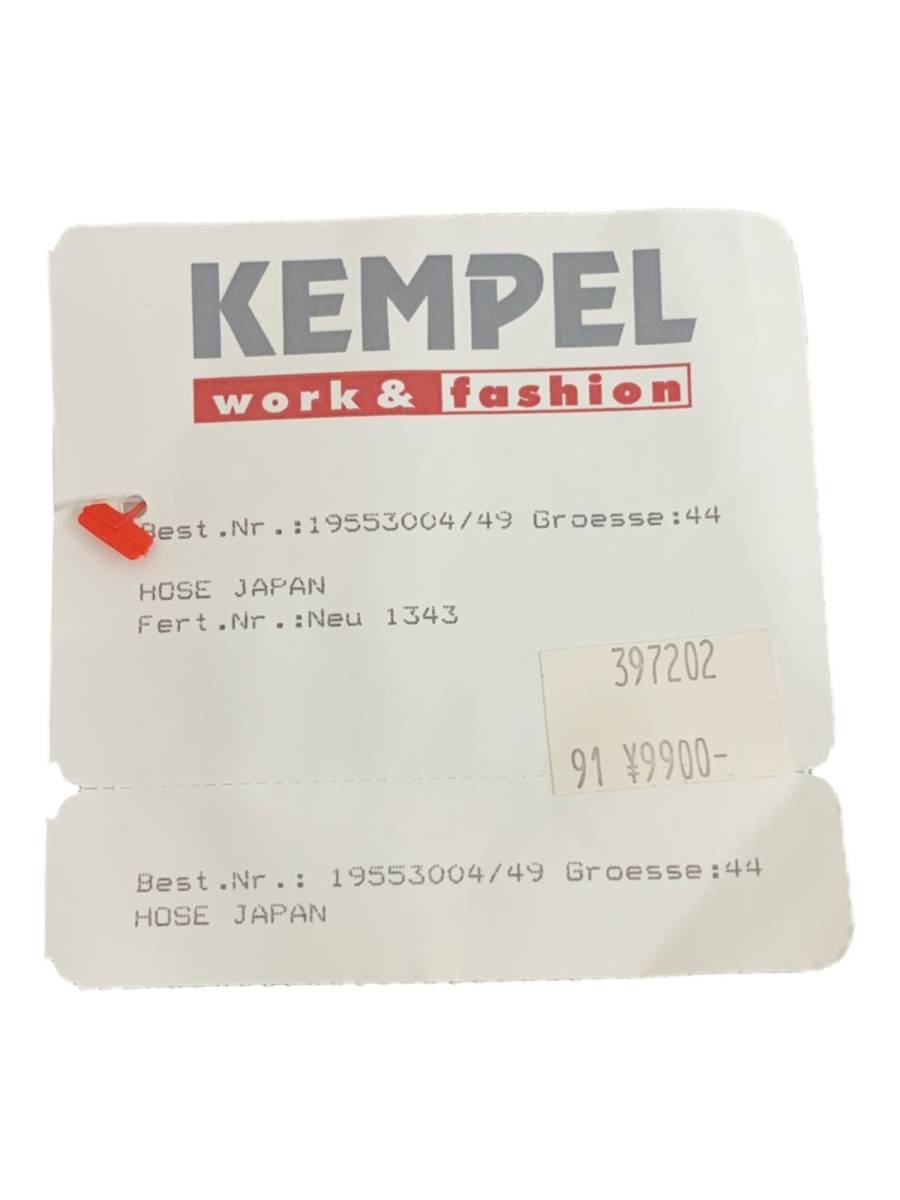 KEMPEL
work & fashion
Best.Nr.:19553004/49 Groesse:44
HOSE JAPAN
Fert.Nr.:Neu 1343
397202
91 ¥9900-
Best.Nr.: 19553004/49 Groesse:44
HOSE JAPAN